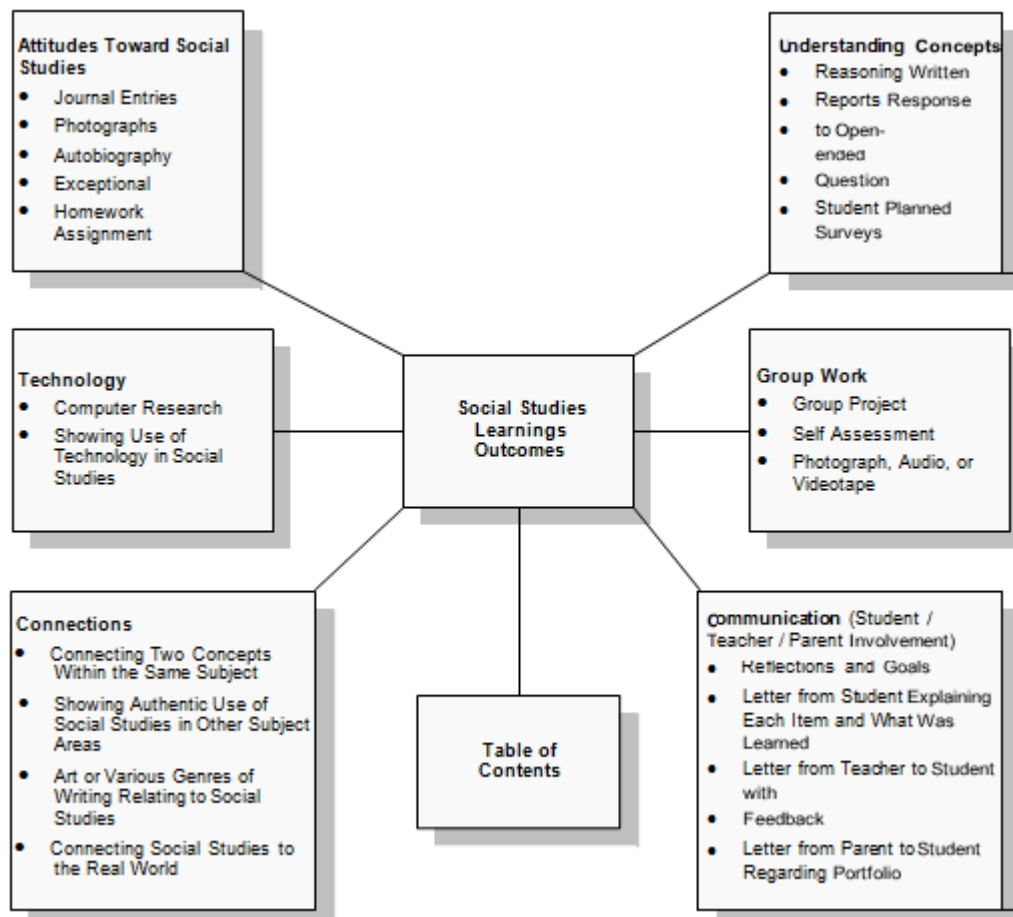 Attitudes Toward Social
Studies
• Journal Entries
• Photographs
• Autobiography
• Exceptional
• Homework
Assignment
Understanding Concepts
• Reasoning Written
• Reports Response
• to Open-
ended
• Question
• Student Planned
Surveys
Technology
• Computer Research
• Showing Use of
Technology in Social
Studies
Social Studies
Learnings
Outcomes
Group Work
• Group Project
• Self Assessment
• Photograph, Audio, or
Videotape
Connections
• Connecting Two Concepts
Within the Same Subject
• Showing Authentic Use of
Social Studies in Other Subject
Areas
• Art or Various Genres of
Writing Relating to Social
Studies
• Connecting Social Studies to
the Real World
Table of
Contents
Communication (Student /
Teacher / Parent Involvement)
• Reflections and Goals
• Letter from Student Explaining
Each Item and What Was
Learned
• Letter from Teacher to Student
with
• Feedback
• Letter from Parent to Student
Regarding Portfolio